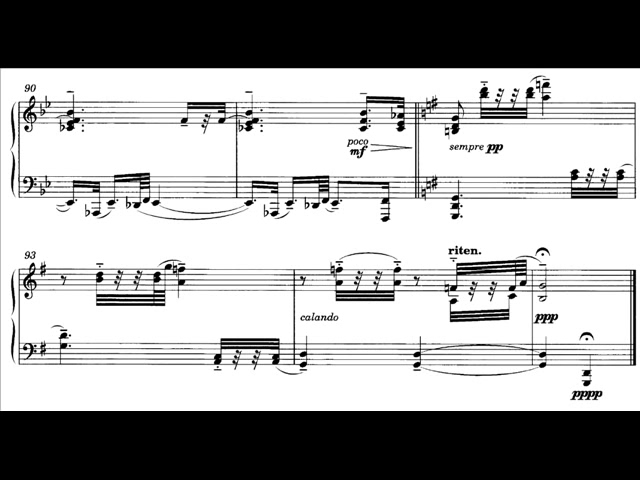 90
poco
mf
sempre pp
93
riten.
calando
ppp
pppp